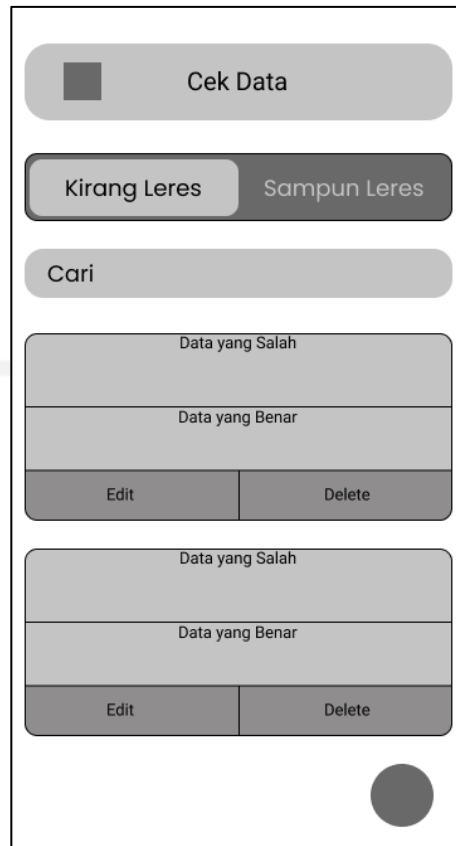 Cek Data
Kirang Leres Sampun Leres
Cari
Data yang Salah
Data yang Benar
Edit Delete
Data yang Salah
Data yang Benar
Edit Delete